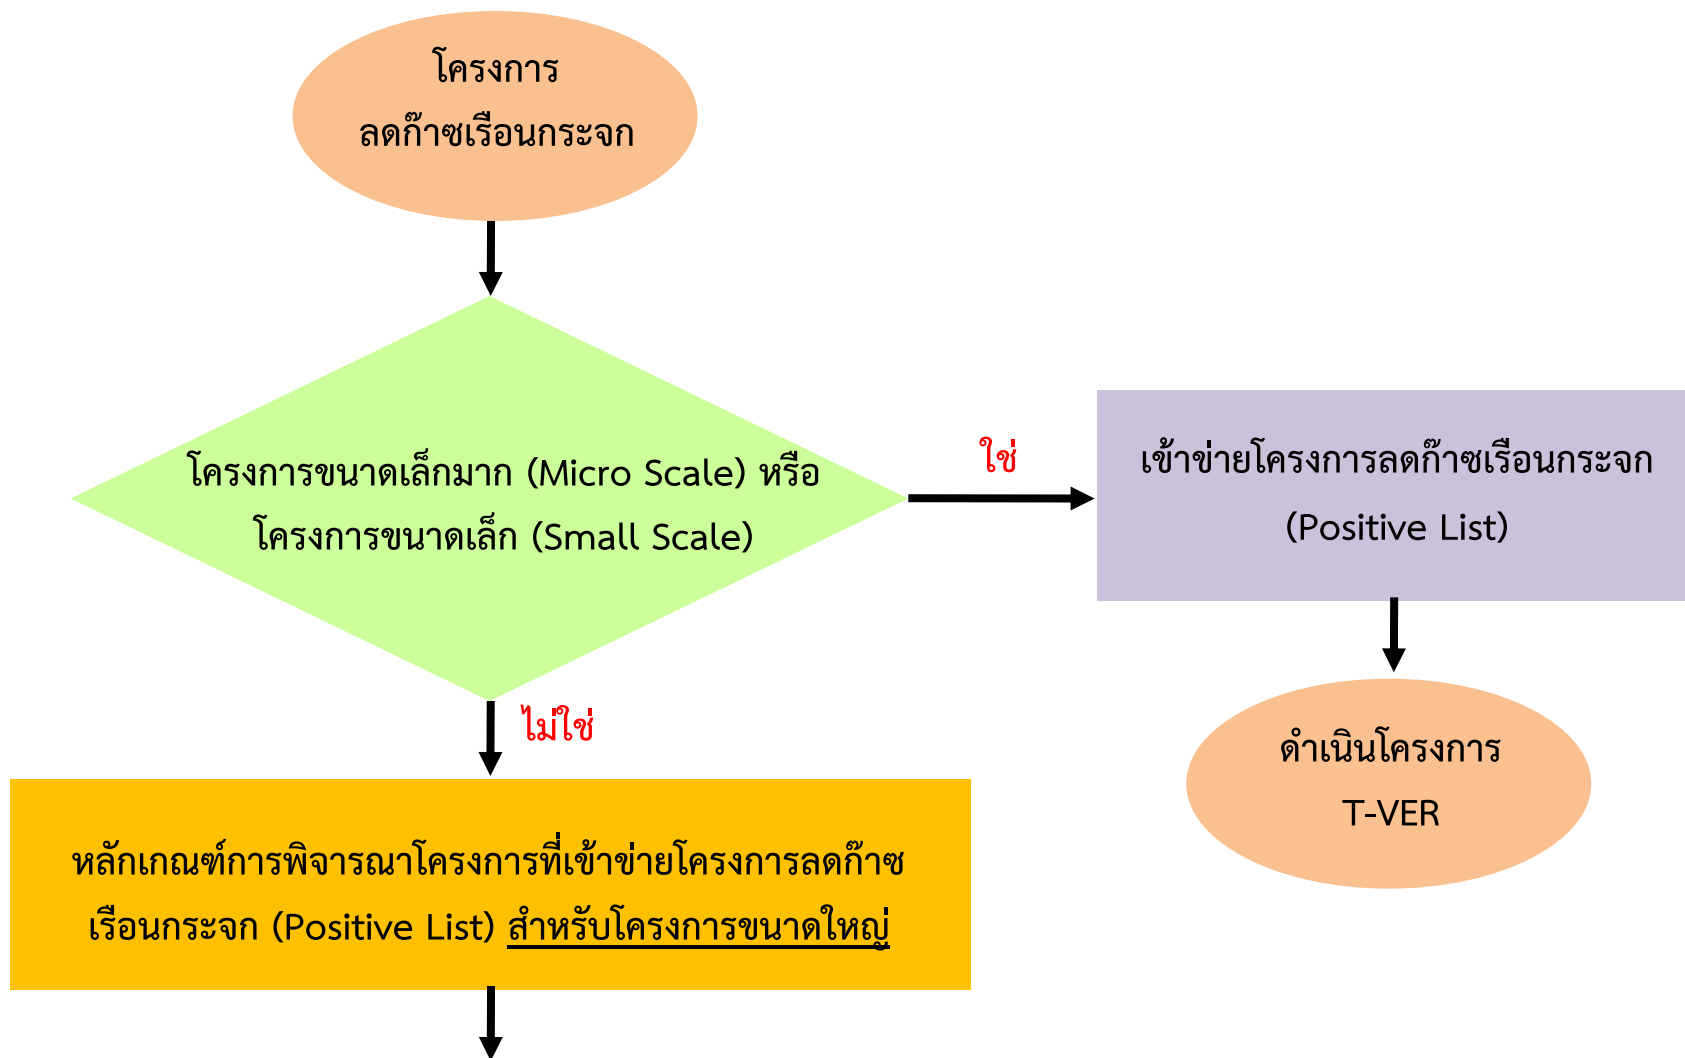 โครงการ
ลดก๊าซเรือนกระจก
โครงการขนาดเล็กมาก (Micro Scale) หรือ
โครงการขนาดเล็ก (Small Scale)
ใช่
เข้าข่ายโครงการลดก๊าซเรือนกระจก
(Positive List)
ไม่ใช่
ดำเนินโครงการ
T-VER
หลักเกณฑ์การพิจารณาโครงการที่เข้าข่ายโครงการลดก๊าซ
เรือนกระจก (Positive List) สำหรับโครงการขนาดใหญ่